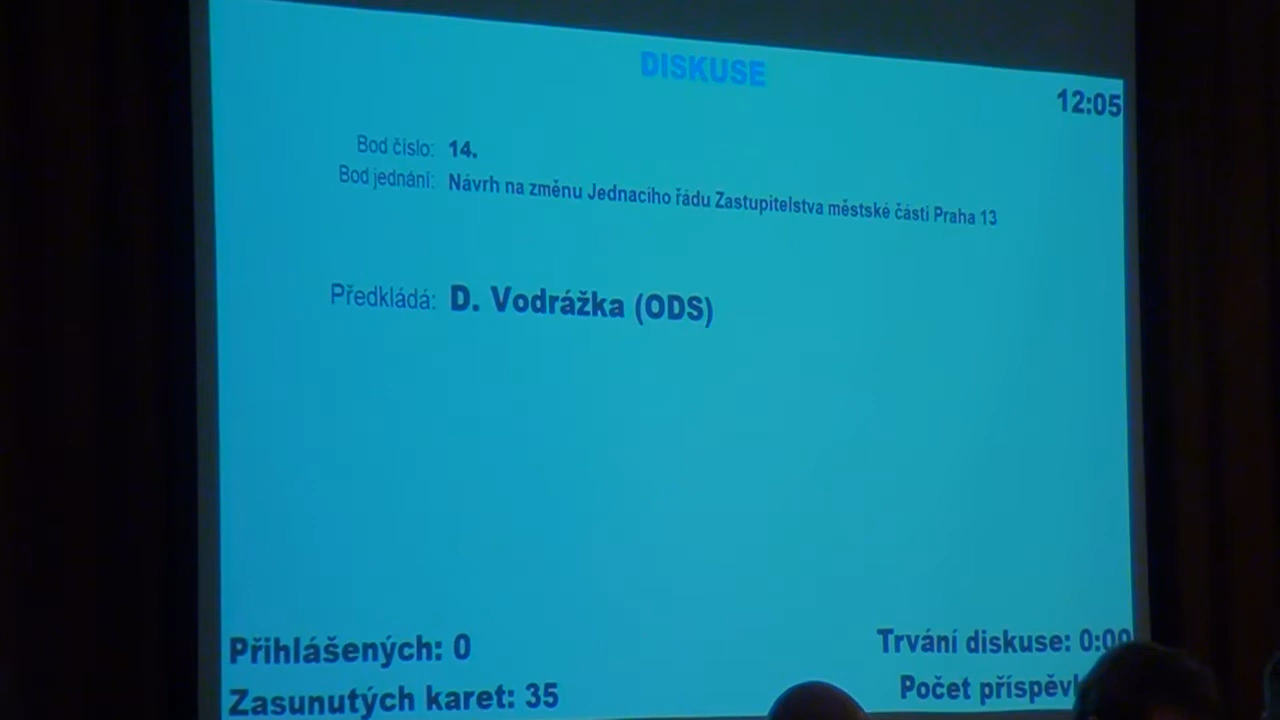 DISKUSE
12:05
Bod číslo: 14.
Bod jednání: Návrh na změnu Jednacího řádu Zastupitelstva městské části Praha 13
Předkládá: D. Vodrážka (ODS)
Přihlášených: 0
Trvání diskuse: 0:00
Zasunutých karet: 35
Počet